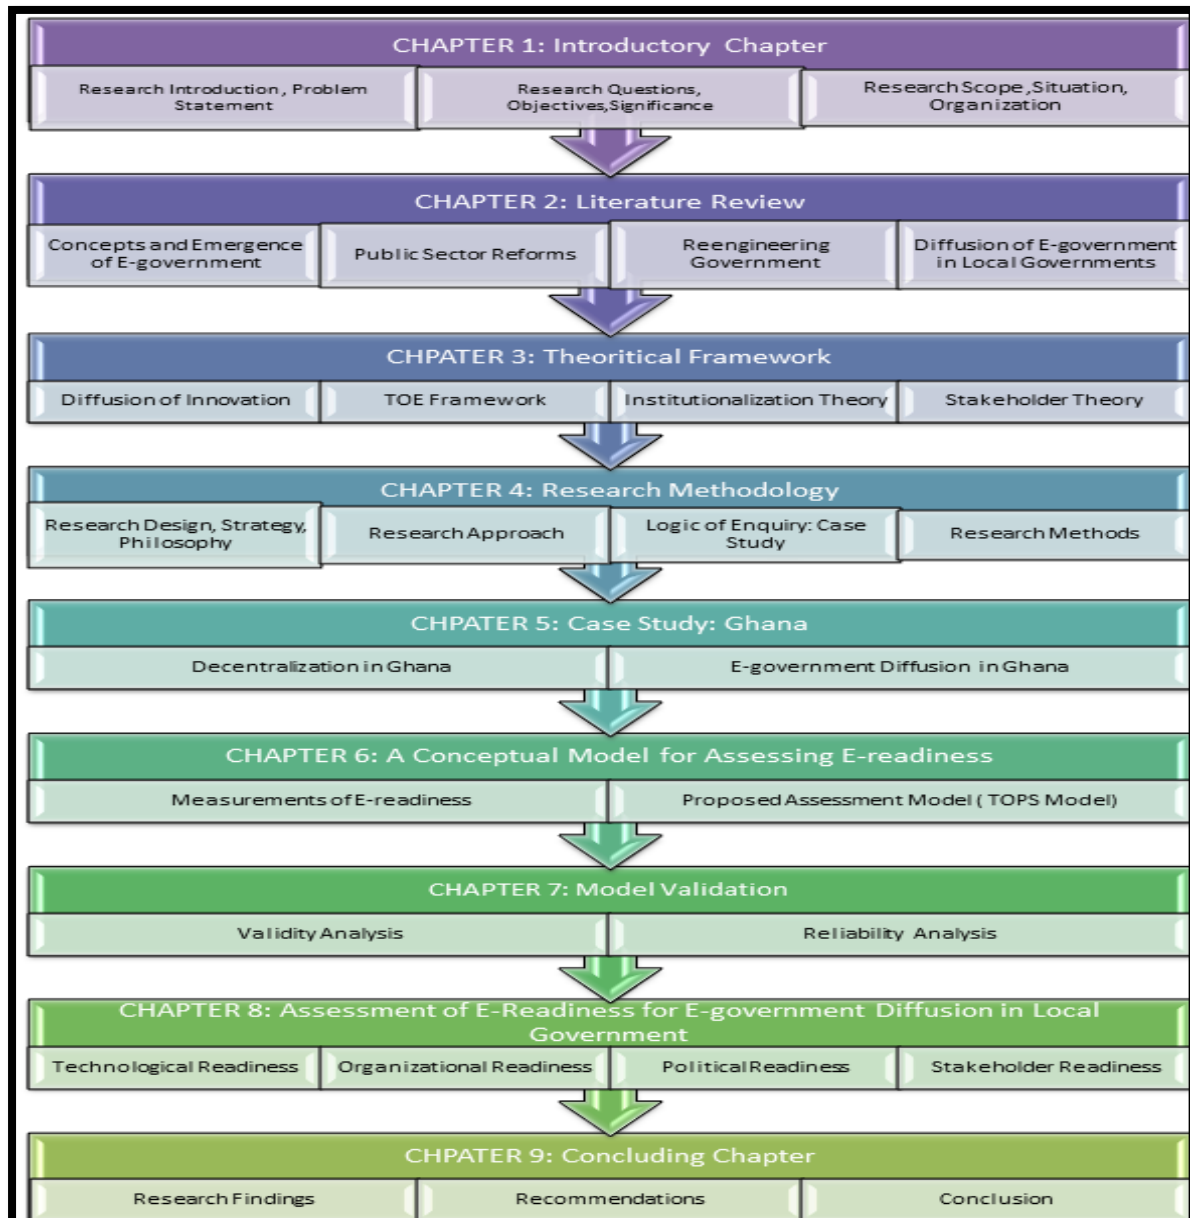 CHAPTER 1: Introductory Chapter
Research Introduction, Problem
Statement
Research Questions,
Objectives,Significance
Research Scope,Situation,
Organization
CHAPTER 2: Literature Review
Concepts and Emergence
of E-government
Public Sector Reforms
Reengineering
Government
Diffusion of E-government
in Local Governments
CHPATER 3: Theoritical Framework
Diffusion of Innovation
TOE Framework
Institutionalization Theory
Stakeholder Theory
CHAPTER 4: Research Methodology
Research Design, Strategy,
Philosophy
Research Approach
Logic of Enquiry: Case
Study
Research Methods
CHPATER 5: Case Study: Ghana
Decentralization in Ghana
E-government Diffusion in Ghana
CHAPTER 6: A Conceptual Model for Assessing E-readiness
Measurements of E-readiness
Proposed Assessment Model ( TOPS Model)
CHAPTER 7: Model Validation
Validity Analysis
Reliability Analysis
CHAPTER 8: Assessment of E-Readiness for E-government Diffusion in Local
Government
Technological Readiness
Organizational Readiness
Political Readiness
Stakeholder Readiness
CHPATER 9: Concluding Chapter
Research Findings
Recommendations
Conclusion